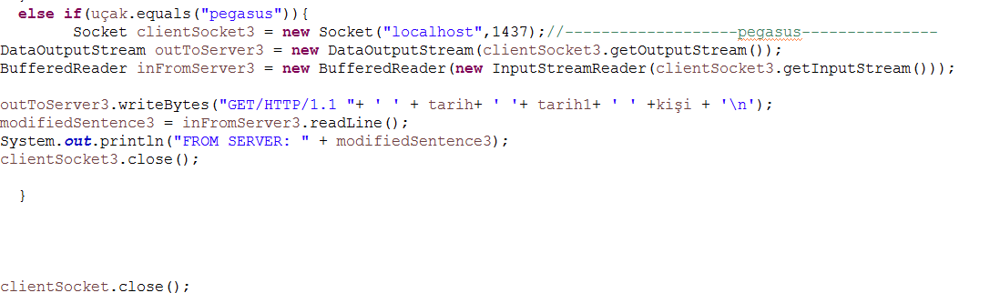 else if(uçak.equals("pegasus")){
Socket clientSocket3 = new Socket("localhost",1437);//-------------------pegasus---------------
DataOutputStream outToServer3 = new DataOutputStream(clientSocket3.getOutputStream());
BufferedReader inFromServer3 = new BufferedReader(new InputStreamReader(clientSocket3.getInputStream()));
outToServer3.writeBytes("GET/HTTP/1.1 "+ ' ' + tarih+ ' '+ tarih1+ ' ' +kişi + '\n');
modifiedSentence3 = inFromServer3.readLine();
System.out.println("FROM SERVER: " + modifiedSentence3);
clientSocket3.close();
}
clientSocket.close();